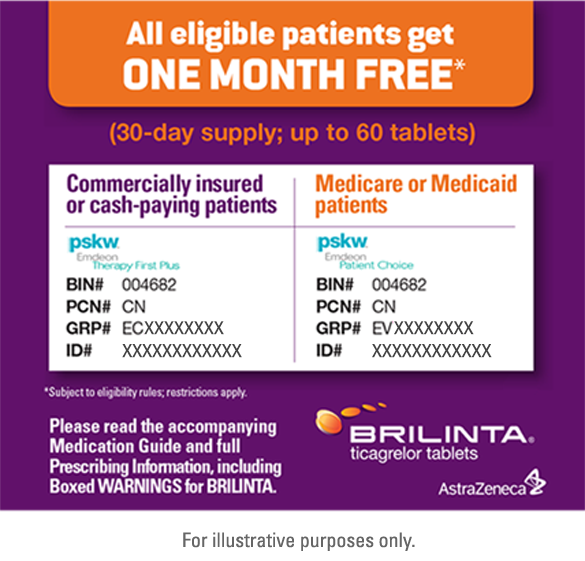 All eligible patients get
ONE MONTH FREE*
(30-day supply; up to 60 tablets)
Commercially insured
or cash-paying patients
pskw
Emdeon
Therapy First Plus
BIN# 004682
PCN# CN
GRP# ECXXXXXXXX
ID# XXXXXXXXXXXX
Medicare or Medicaid
patients
pskw
Emdeon
Patient Choice
BIN# 004682
PCN# CN
GRP# EVXXXXXXXX
ID# XXXXXXXXXXXX
*Subject to eligibility rules; restrictions apply.
Please read the accompanying
Medication Guide and full
Prescribing Information, including
Boxed WARNINGS for BRILINTA.
BRILINTA®
ticagrelor tablets
AstraZeneca
For illustrative purposes only.